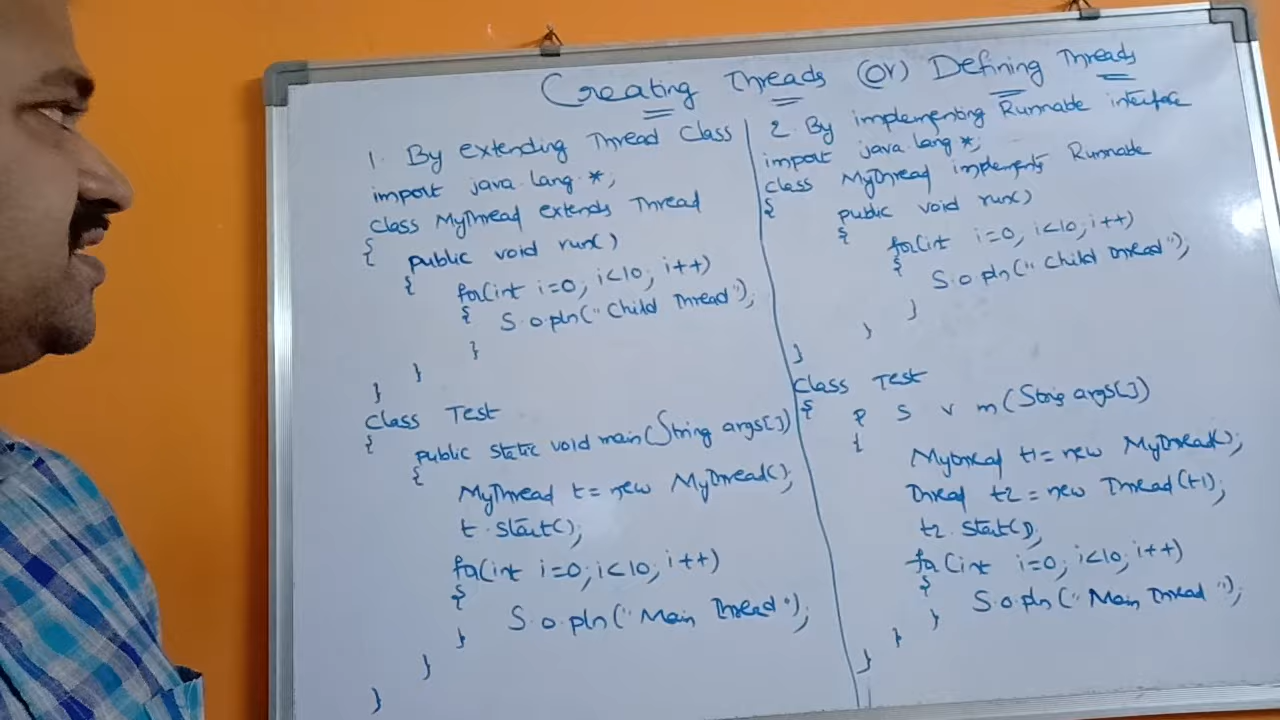 Creating Threads (Or) Defining Threads
1. By extending Thread Class
import java.lang.*;
class MyThread extends Thread
{
public void run()
{
for(int i=0; i<10; i++)
{
S.o.pln("Child Thread");
}
}
}
class Test
{
public static void main(String args[])
{
MyThread t= new MyThread();
t.start();
for(int i=0; i<10; i++)
{
S.o.pln("Main Thread");
}
}
}
2. By implementing Runnable interface
import java.lang.*;
class MyThread implements Runnable
{
public void run()
{
for(int i=0; i<10; i++)
{
S.o.pln("Child Thread");
}
}
}
class Test
{
P S v m(String args[])
{
MyThread t1= new MyThread();
Thread t2= new Thread(t1);
t2.start();
for(int i=0; i<10; i++)
{
S.o.pln("Main Thread");
}
}
}